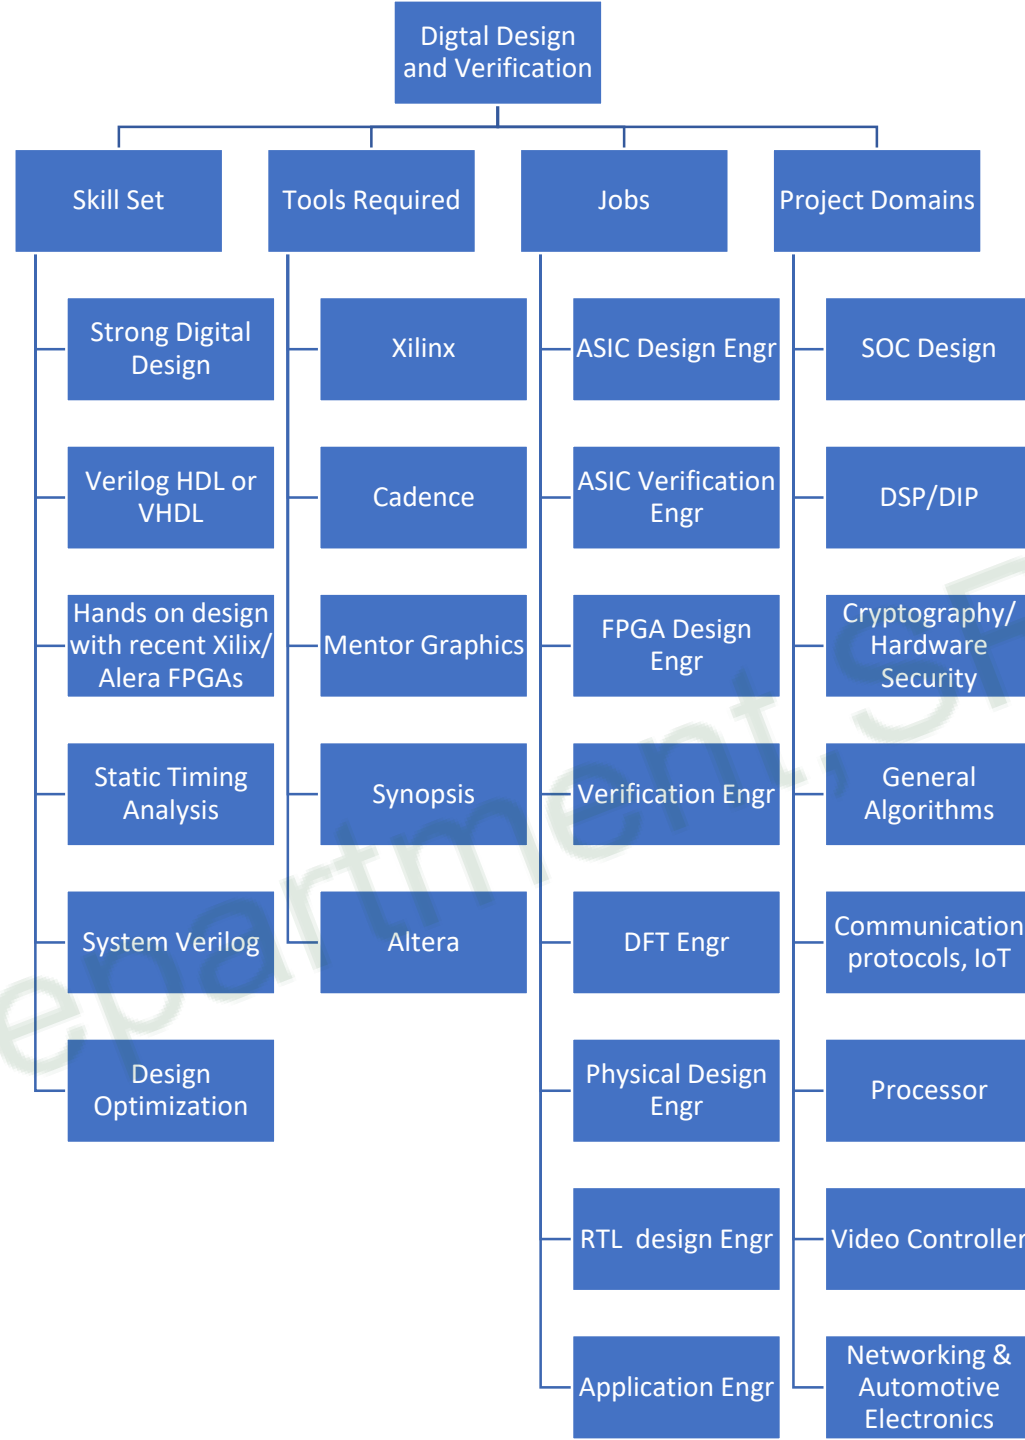 Digtal Design
and Verification
Skill Set
Tools Required
Jobs
Project Domains
Strong Digital
Design
Xilinx
ASIC Design Engr
SOC Design
Verilog HDL or
VHDL
Cadence
ASIC Verification
Engr
DSP/DIP
Hands on design
with recent Xilix/
Alera FPGAs
Mentor Graphics
FPGA Design
Engr
Cryptography/
Hardware
Security
Static Timing
Analysis
Synopsis
Verification Engr
General
Algorithms
System Verilog
Altera
DFT Engr
Communication
protocols, IoT
Design
Optimization
Physical Design
Engr
Processor
RTL design Engr
Video Controller
Application Engr
Networking &
Automotive
Electronics